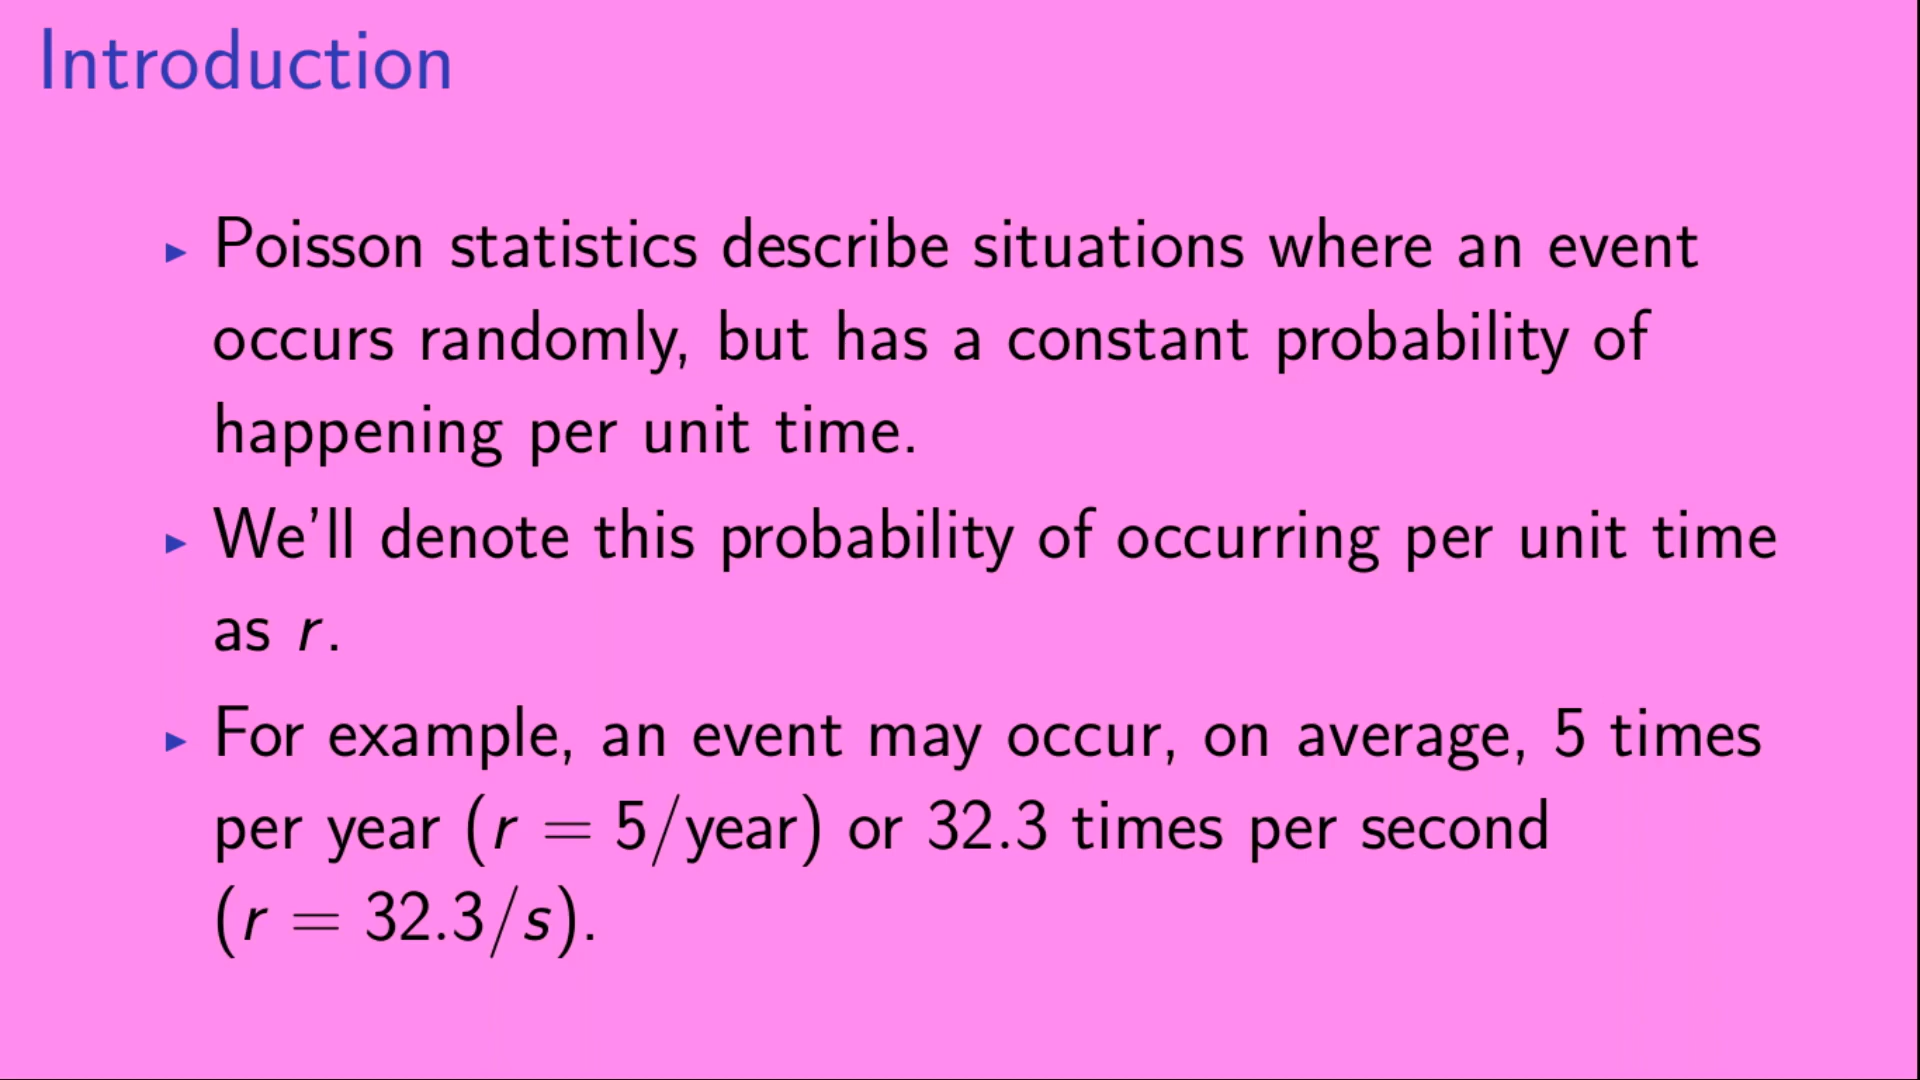 Introduction
▸ Poisson statistics describe situations where an event
occurs randomly, but has a constant probability of
happening per unit time.
▸ We'll denote this probability of occurring per unit time
as r.
▸ For example, an event may occur, on average, 5 times
per year (r = 5/year) or 32.3 times per second
(r = 32.3/s).